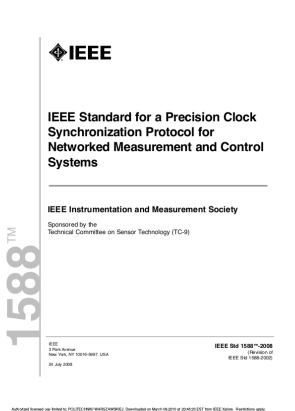 IEEE
IEEE Standard for a Precision Clock
Synchronization Protocol for
Networked Measurement and Control
Systems
IEEE Instrumentation and Measurement Society
Sponsored by the
Technical Committee on Sensor Technology (TC-9)
1588™
IEEE
3 Park Avenue
New York, NY 10016-5997, USA
24 July 2008
IEEE Std 1588™-2008
(Revision of
IEEE Std 1588-2002)
Authorized licensed use limited to: POLITECHNIKI WARSZAWSKIEJ. Downloaded on March 09,2010 at 20:45:23 EST from IEEE Xplore. Restrictions apply.